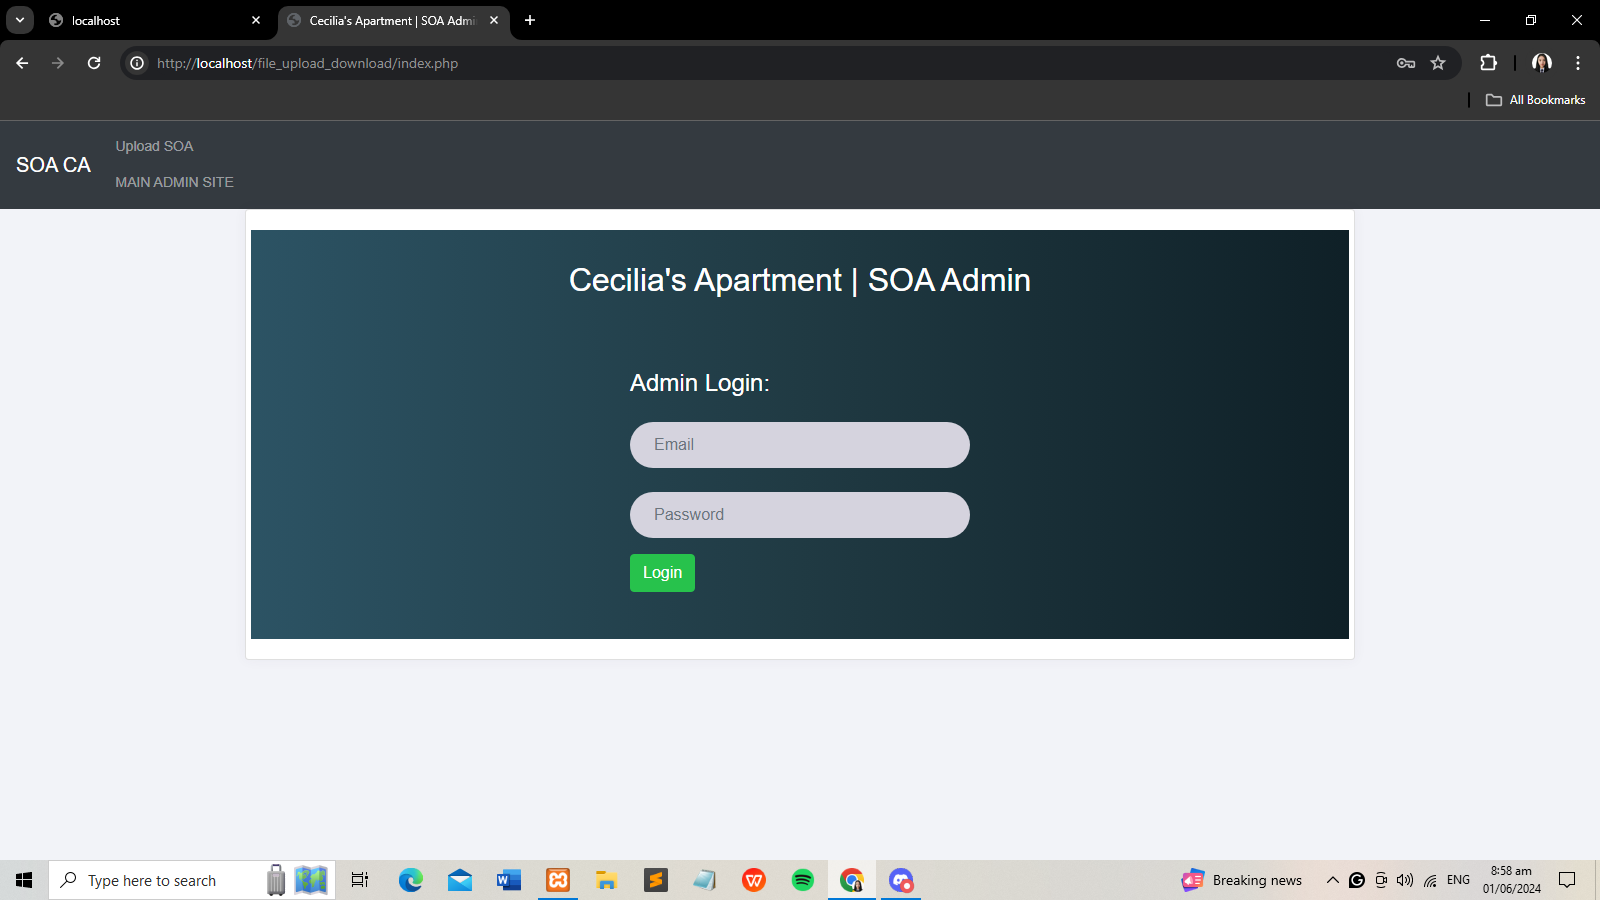 localhost
Cecilia's Apartment | SOA Admi
http://localhost/file_upload_download/index.php
All Bookmarks
SOA CA
Upload SOA
MAIN ADMIN SITE
Cecilia's Apartment | SOA Admin
Admin Login:
Email
Password
Login
Type here to search
Breaking news
ENG
8:58 am
01/06/2024